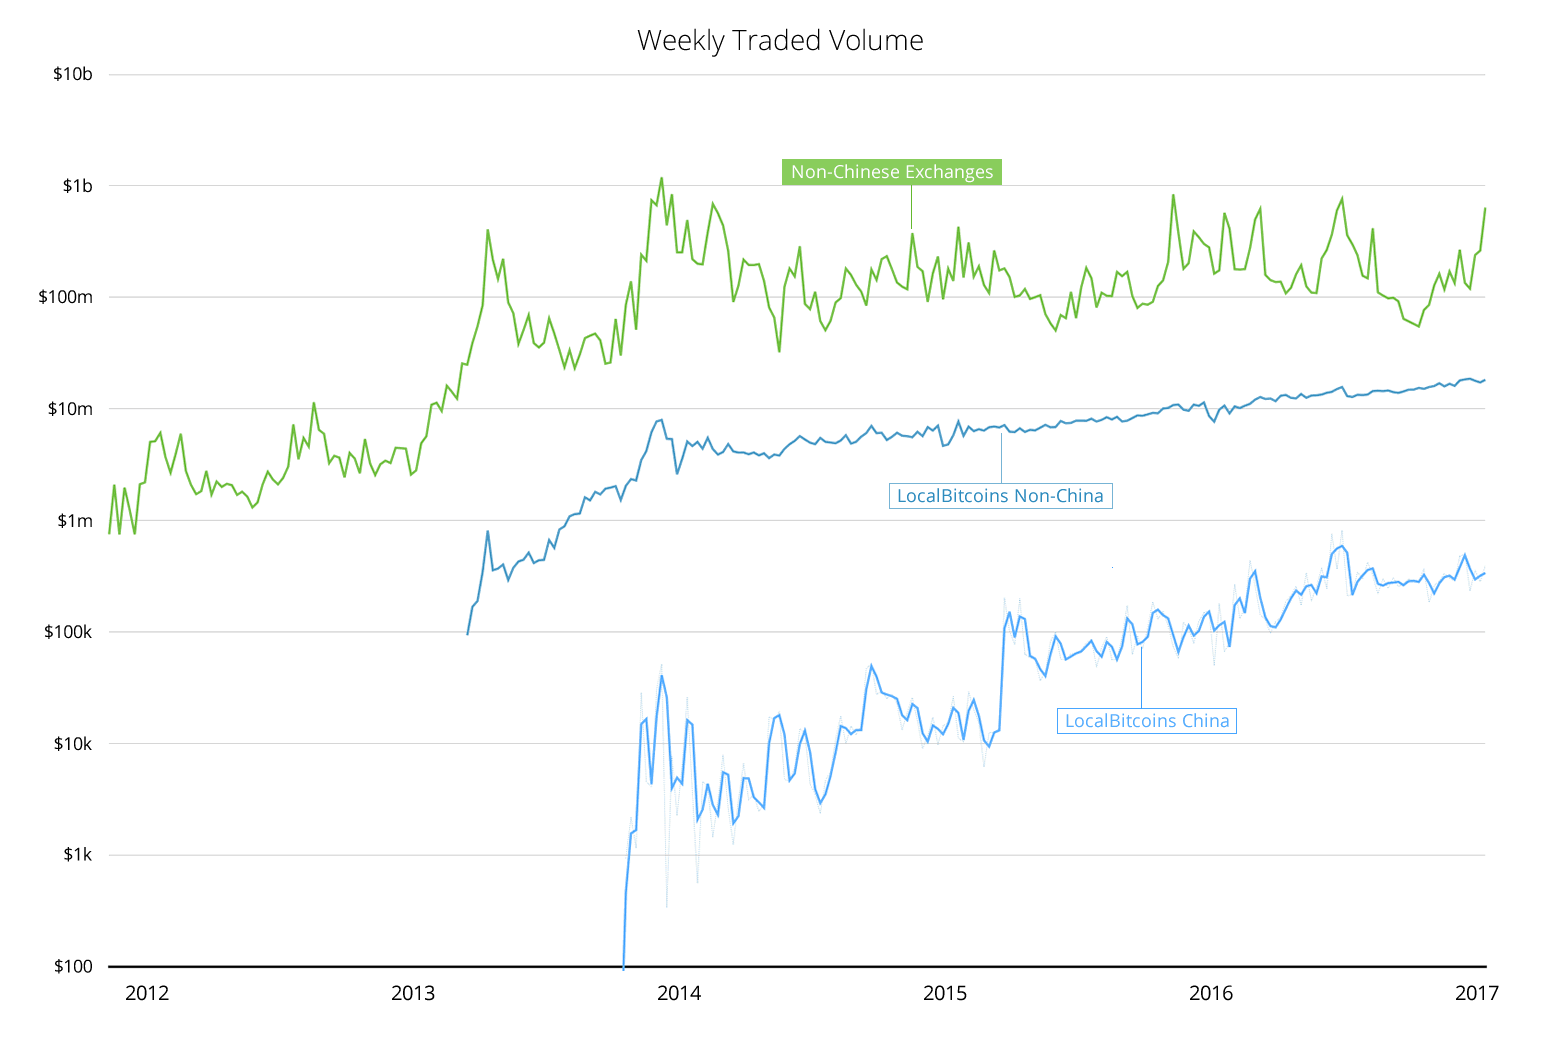 Weekly Traded Volume
$10b
$1b
Non-Chinese Exchanges
$100m
$10m
LocalBitcoins Non-China
$1m
$100k
LocalBitcoins China
$10k
$1k
$100
2012 2013 2014 2015 2016 2017